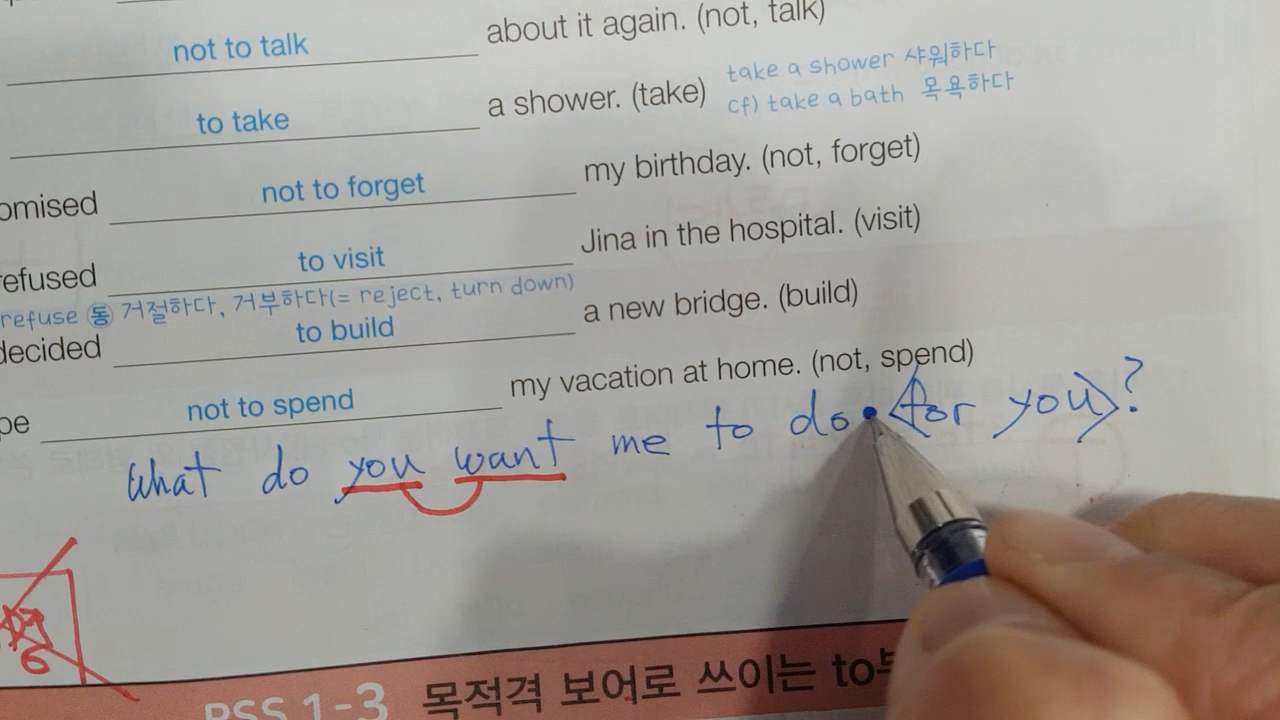 not to talk about it again. (not, talk)
take a shower 샤워하다
to take a shower. (take)
cf) take a bath 목욕하다
omised not to forget my birthday. (not, forget)
refused to visit Jina in the hospital. (visit)
refuse 동 거절하다, 거부하다(= reject, turn down)
decided to build a new bridge. (build)
pe not to spend my vacation at home. (not, spend)
What do you want me to do (for you)?
6
PSS 1-3 목적격 보어로 쓰이는 to